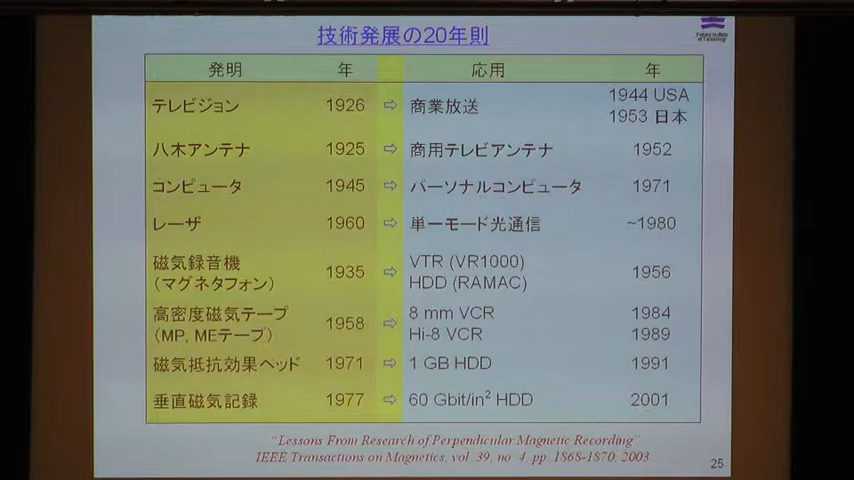 技術発展の20年則
発明 年 応用 年
テレビジョン 1926 ⇨ 商業放送 1944 USA
1953 日本
八木アンテナ 1925 ⇨ 商用テレビアンテナ 1952
コンピュータ 1945 ⇨ パーソナルコンピュータ 1971
レーザ 1960 ⇨ 単一モード光通信 ~1980
磁気録音機
(マグネタフォン) 1935 ⇨ VTR (VR1000)
HDD (RAMAC) 1956
高密度磁気テープ
(MP, MEテープ) 1958 ⇨ 8 mm VCR 1984
Hi-8 VCR 1989
磁気抵抗効果ヘッド 1971 ⇨ 1 GB HDD 1991
垂直磁気記録 1977 ⇨ 60 Gbit/in² HDD 2001
"Lessons From Research of Perpendicular Magnetic Recording"
IEEE Transactions on Magnetics, vol. 39, no. 4, pp. 1868-1870, 2003.
25